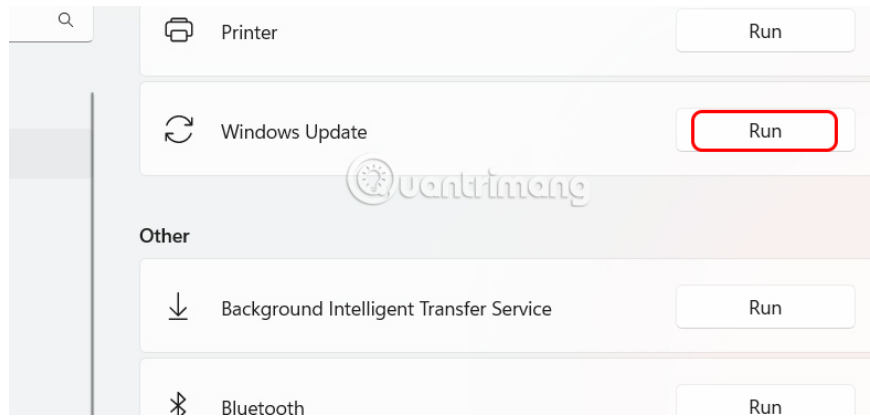 Printer Run
Windows Update Run
Quantrimang
Other
Background Intelligent Transfer Service Run
Bluetooth Run